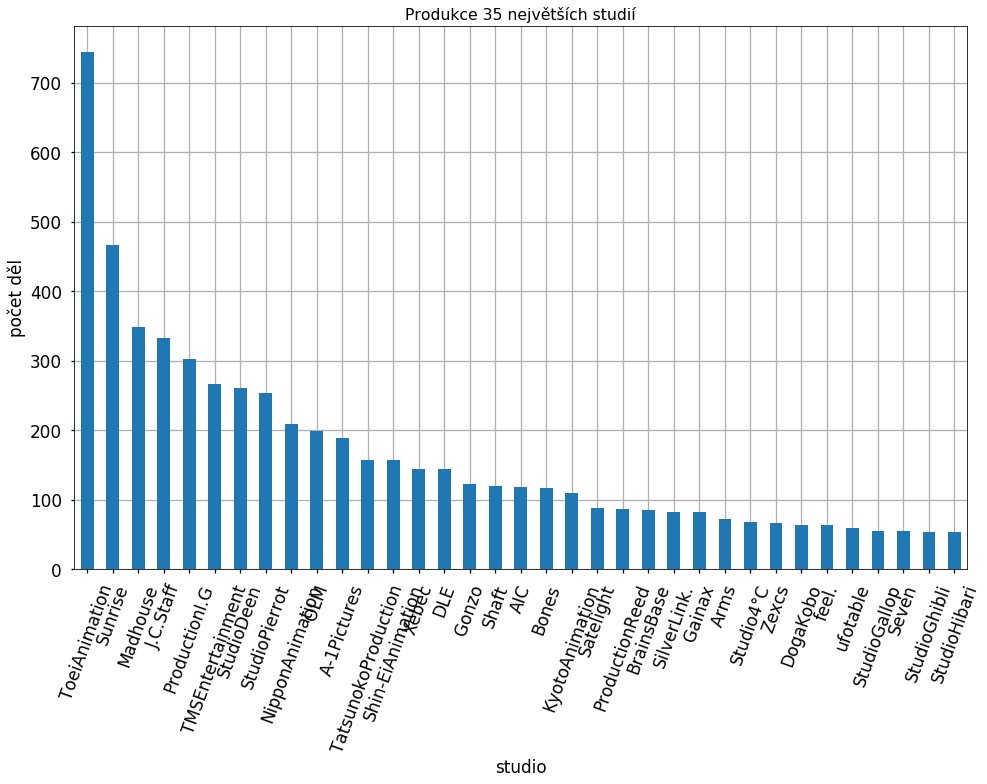 Produkce 35 největších studií
počet děl
700
600
500
400
300
200
100
0
ToeiAnimation
Sunrise
Madhouse
J.C.Staff
ProductionI.G
TMSEntertainment
StudioDeen
StudioPierrot
NipponAnimation
OLM
A-1Pictures
TatsunokoProduction
Shin-EiAnimation
Xebec
DLE
Gonzo
Shaft
AIC
Bones
KyotoAnimation
Satelight
ProductionReed
BrainsBase
SilverLink.
Gainax
Arms
Studio4°C
Zexcs
DogaKobo
feel.
ufotable
StudioGallop
Seven
StudioGhibli
StudioHibari
studio